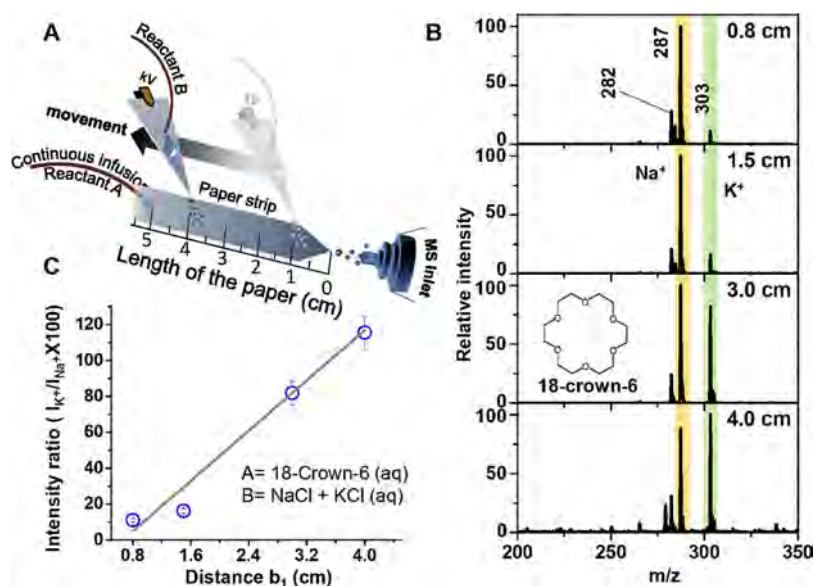 A
Reactant B
kV
movement
Continuous infusion
Reactant A
Paper strip
5 4 3 2 1 0
Length of the paper (cm)
MS Inlet
B
100
50
0
282
287
303
0.8 cm
100
50
0
Na⁺
K⁺
1.5 cm
100
50
0
18-crown-6
3.0 cm
100
50
0
4.0 cm
Relative intensity
200 250 300 350
m/z
C
Intensity ratio ( I_K⁺/I_Na⁺X100)
120
100
80
60
40
20
0
A= 18-Crown-6 (aq)
B= NaCl + KCl (aq)
0.8 1.6 2.4 3.2 4.0
Distance b₁ (cm)